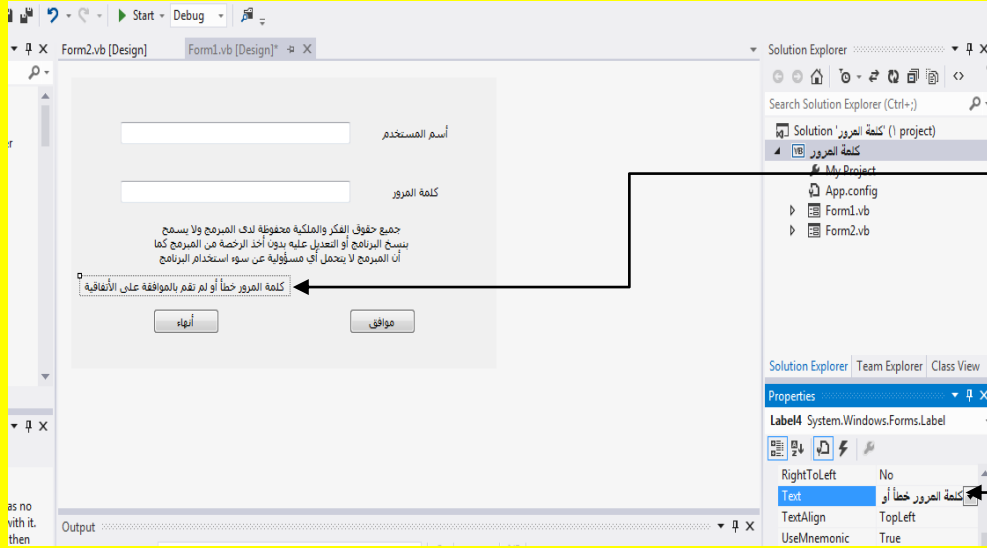 Start
Debug
Form2.vb [Design]
Form1.vb [Design]*
أسم المستخدم
كلمة المرور
جميع حقوق الفكر والملكية محفوظة لدى المبرمج ولا يسمح
بنسخ البرنامج أو التعديل عليه بدون أخذ الرخصة من المبرمج كما
أن المبرمج لا يتحمل أي مسؤولية عن سوء استخدام البرنامج
كلمة المرور خطأ أو لم تقم بالموافقة على الأتفاقية
أنهاء
موافق
as no
with it.
then
Output
Solution Explorer
Search Solution Explorer (Ctrl+;)
Solution 'كلمة المرور' (١ project)
كلمة المرور
My Project
App.config
Form1.vb
Form2.vb
Solution Explorer Team Explorer Class View
Properties
Label4 System.Windows.Forms.Label
RightToLeft No
Text كلمة المرور خطأ أو
TextAlign TopLeft
UseMnemonic True